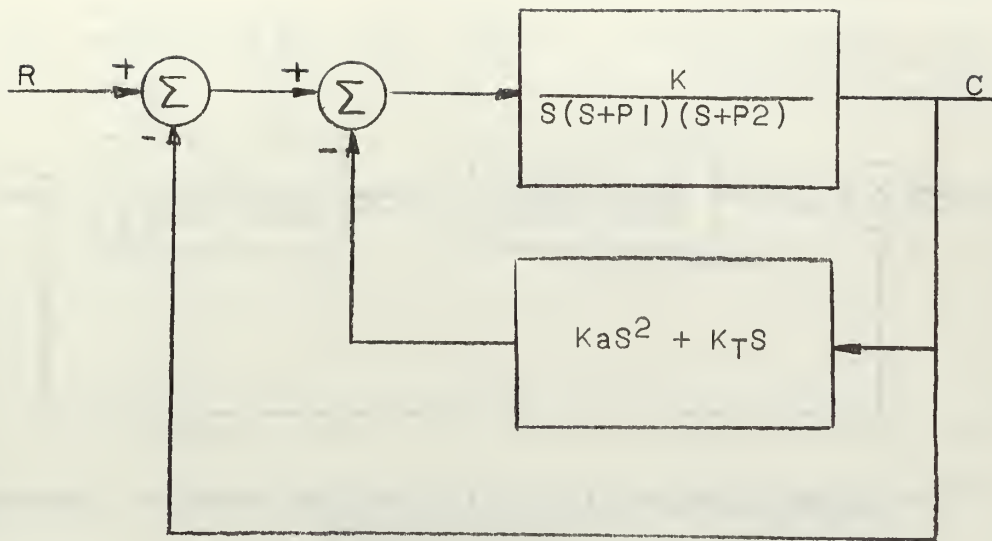 R + Σ + Σ K C
S(S+P1)(S+P2)
- -
KaS² + K_TS